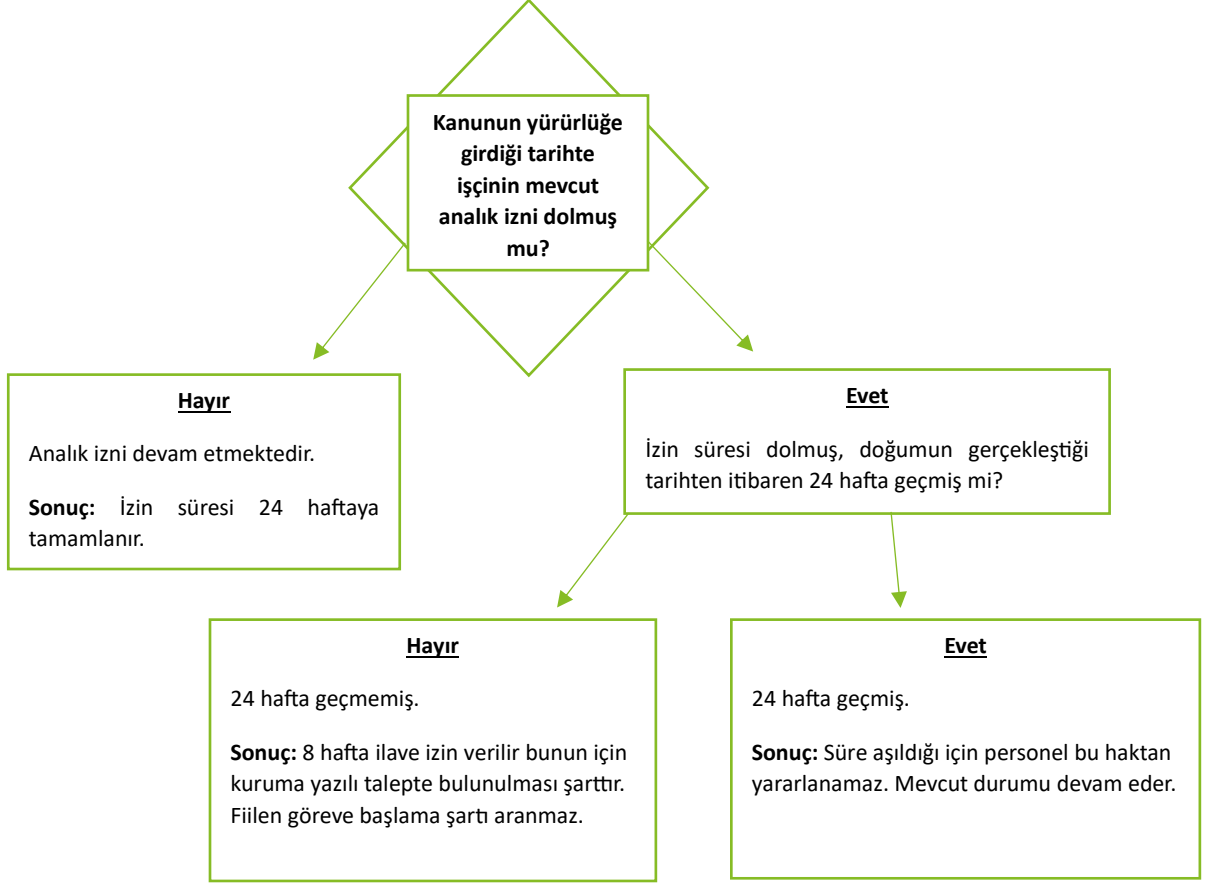 Kanunun yürürlüğe
girdiği tarihte
işçinin mevcut
analık izni dolmuş
mu?
Hayır
Analık izni devam etmektedir.
Sonuç: İzin süresi 24 haftaya
tamamlanır.
Evet
İzin süresi dolmuş, doğumun gerçekleştiği
tarihten itibaren 24 hafta geçmiş mi?
Hayır
24 hafta geçmemiş.
Sonuç: 8 hafta ilave izin verilir bunun için
kuruma yazılı talepte bulunulması şarttır.
Fiilen göreve başlama şartı aranmaz.
Evet
24 hafta geçmiş.
Sonuç: Süre aşıldığı için personel bu haktan
yararlanamaz. Mevcut durumu devam eder.